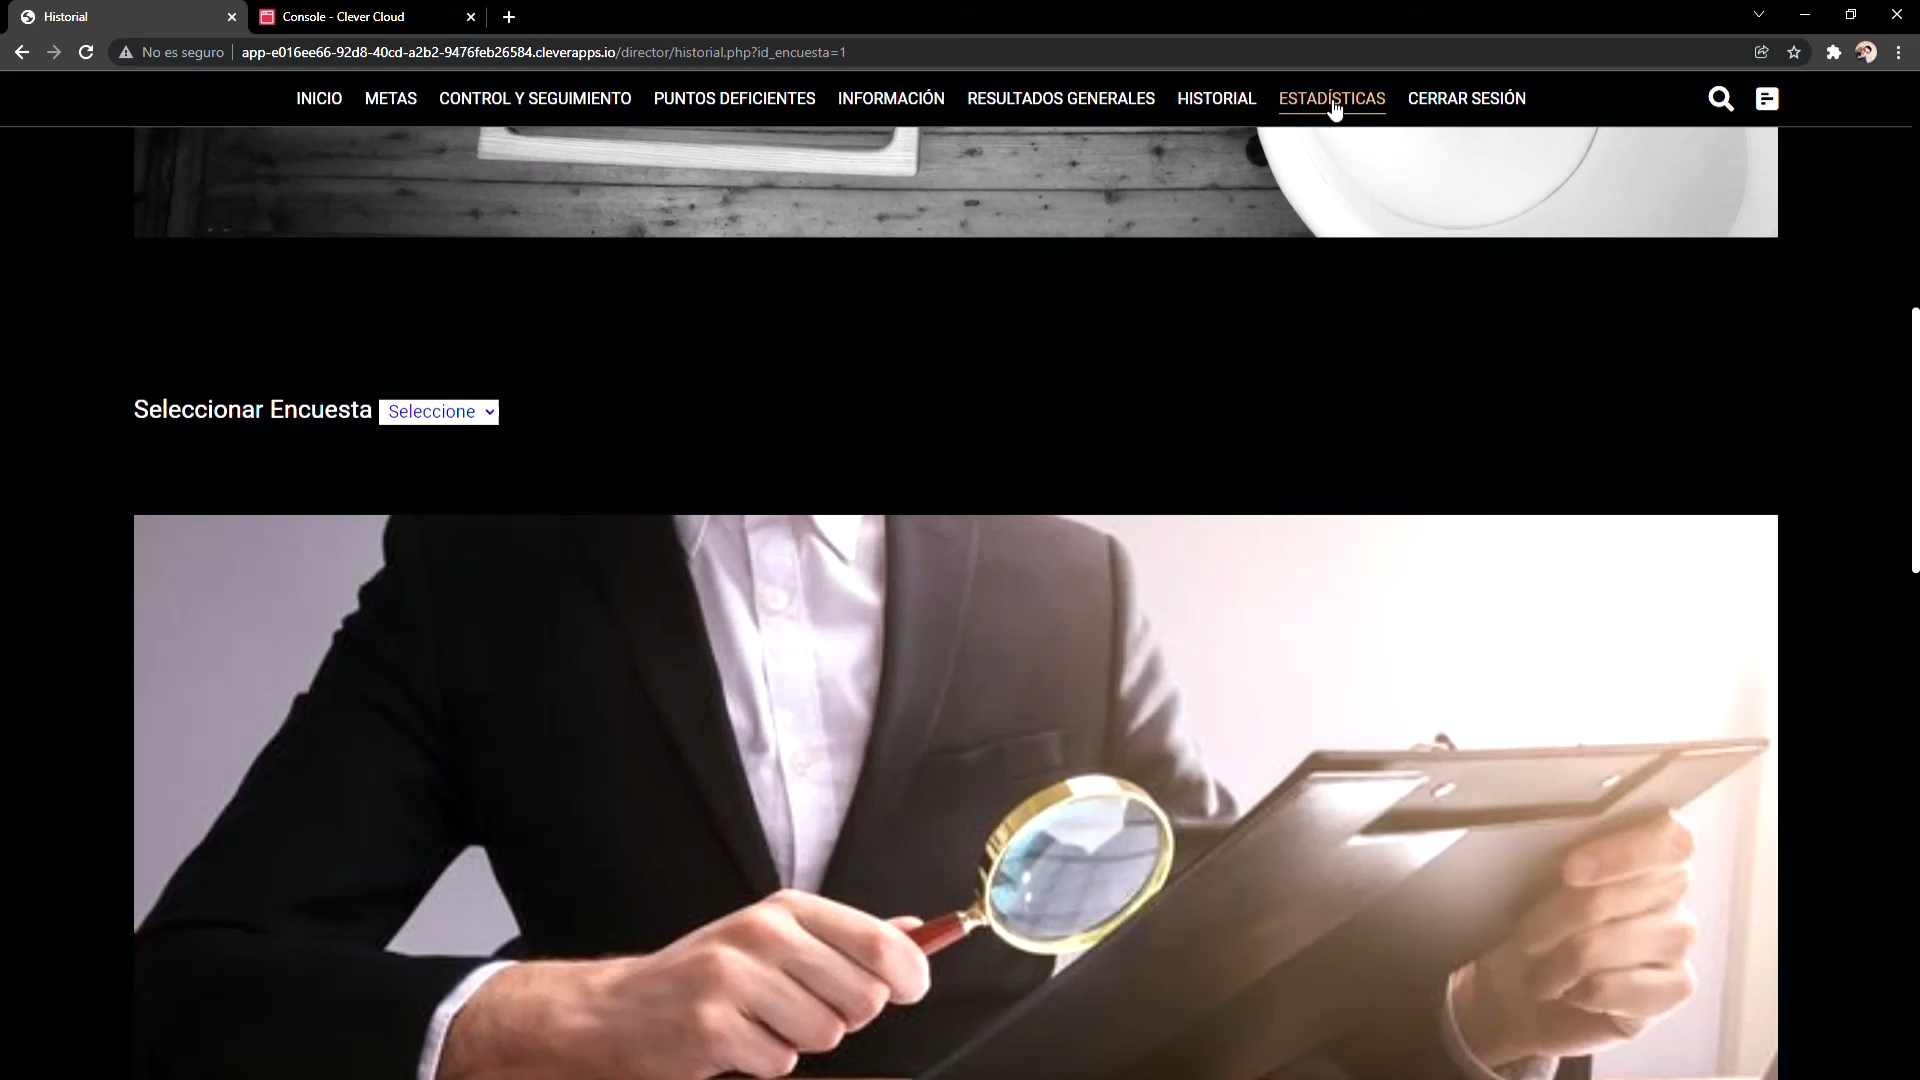 Historial
Console - Clever Cloud
No es seguro
app-e016ee66-92d8-40cd-a2b2-9476feb26584.cleverapps.io/director/historial.php?id_encuesta=1
INICIO METAS CONTROL Y SEGUIMIENTO PUNTOS DEFICIENTES INFORMACIÓN RESULTADOS GENERALES HISTORIAL ESTADÍSTICAS CERRAR SESIÓN
Seleccionar Encuesta Seleccione